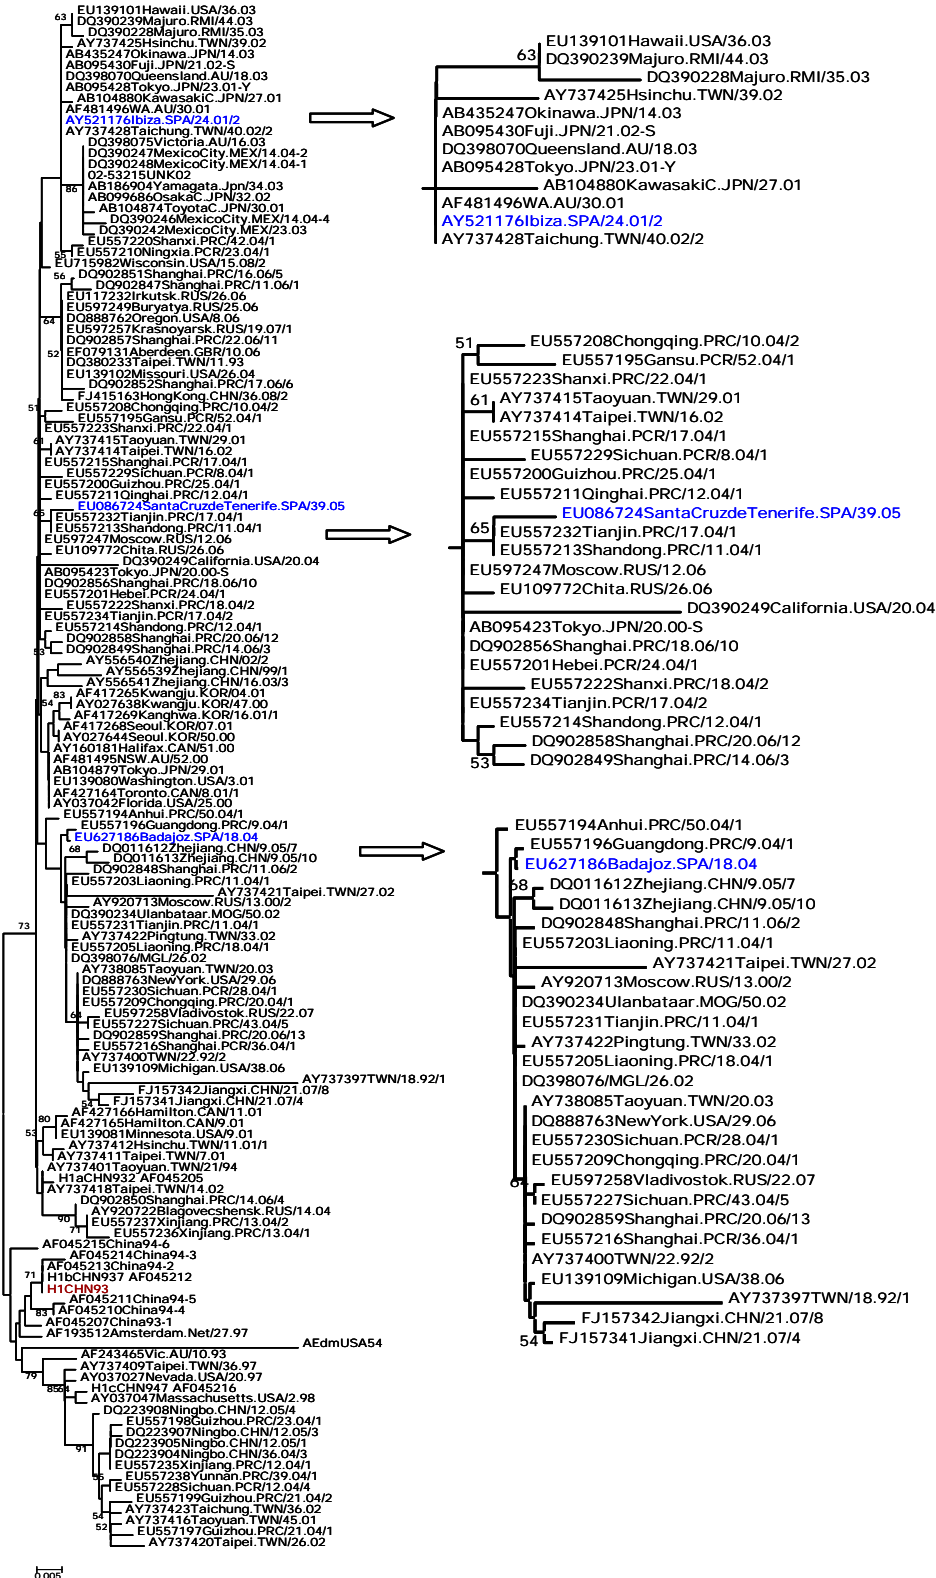 EU139101Hawaii.USA/36.03
DQ390239Majuro.RMI/44.03
DQ390228Majuro.RMI/35.03
AY737425Hsinchu.TWN/39.02
AB435247Okinawa.JPN/14.03
AB095430Fuji.JPN/21.02-S
DQ398070Queensland.AU/18.03
AB095428Tokyo.JPN/23.01-Y
AB104880KawasakiC.JPN/27.01
AF481496WA.AU/30.01
AY521176Ibiza.SPA/24.01/2
AY737428Taichung.TWN/40.02/2
DQ398075Victoria.AU/16.03
DQ390247MexicoCity.MEX/14.04-2
DQ390248MexicoCity.MEX/14.04-1
02-53215UNK02
AB186904Yamagata.Jpn/34.03
AB099686OsakaC.JPN/32.02
AB104874ToyotaC.JPN/30.01
DQ390246MexicoCity.MEX/14.04-4
DQ390242MexicoCity.MEX/23.03
EU557220Shanxi.PRC/42.04/1
EU557210Ningxia.PCR/23.04/1
EU715982Wisconsin.USA/15.08/2
DQ902851Shanghai.PRC/16.06/5
DQ902847Shanghai.PRC/11.06/1
EU117232Irkutsk.RUS/26.06
EU597249Buryatya.RUS/25.06
DQ888762Oregon.USA/8.06
EU597257Krasnoyarsk.RUS/19.07/1
DQ902857Shanghai.PRC/22.06/11
EF079131Aberdeen.GBR/10.06
DQ380233Taipei.TWN/11.93
EU139102Missouri.USA/26.04
DQ902852Shanghai.PRC/17.06/6
FJ415163HongKong.CHN/36.08/2
EU557208Chongqing.PRC/10.04/2
EU557195Gansu.PCR/52.04/1
EU557223Shanxi.PRC/22.04/1
AY737415Taoyuan.TWN/29.01
AY737414Taipei.TWN/16.02
EU557215Shanghai.PCR/17.04/1
EU557229Sichuan.PCR/8.04/1
EU557200Guizhou.PRC/25.04/1
EU557211Qinghai.PRC/12.04/1
EU086724SantaCruzdeTenerife.SPA/39.05
EU557232Tianjin.PRC/17.04/1
EU557213Shandong.PRC/11.04/1
EU597247Moscow.RUS/12.06
EU109772Chita.RUS/26.06
DQ390249California.USA/20.04
AB095423Tokyo.JPN/20.00-S
DQ902856Shanghai.PRC/18.06/10
EU557201Hebei.PCR/24.04/1
EU557222Shanxi.PRC/18.04/2
EU557234Tianjin.PCR/17.04/2
EU557214Shandong.PRC/12.04/1
DQ902858Shanghai.PRC/20.06/12
DQ902849Shanghai.PRC/14.06/3
AY556540Zhejiang.CHN/02/2
AY556539Zhejiang.CHN/99/1
AY556541Zhejiang.CHN/16.03/3
AF417265Kwangju.KOR/04.01
AY027638Kwangju.KOR/47.00
AF417269Kanghwa.KOR/16.01/1
AF417268Seoul.KOR/07.01
AY027644Seoul.KOR/50.00
AY160181Halifax.CAN/51.00
AF481495NSW.AU/52.00
AB104879Tokyo.JPN/29.01
EU139080Washington.USA/3.01
AF427164Toronto.CAN/8.01/1
AY037042Florida.USA/25.00
EU557194Anhui.PRC/50.04/1
EU557196Guangdong.PRC/9.04/1
EU627186Badajoz.SPA/18.04
DQ011612Zhejiang.CHN/9.05/7
DQ011613Zhejiang.CHN/9.05/10
DQ902848Shanghai.PRC/11.06/2
EU557203Liaoning.PRC/11.04/1
AY737421Taipei.TWN/27.02
AY920713Moscow.RUS/13.00/2
DQ390234Ulanbataar.MOG/50.02
EU557231Tianjin.PRC/11.04/1
AY737422Pingtung.TWN/33.02
EU557205Liaoning.PRC/18.04/1
DQ398076/MGL/26.02
AY738085Taoyuan.TWN/20.03
DQ888763NewYork.USA/29.06
EU557230Sichuan.PCR/28.04/1
EU557209Chongqing.PRC/20.04/1
EU597258Vladivostok.RUS/22.07
EU557227Sichuan.PRC/43.04/5
DQ902859Shanghai.PRC/20.06/13
EU557216Shanghai.PCR/36.04/1
AY737400TWN/22.92/2
EU139109Michigan.USA/38.06
AY737397TWN/18.92/1
FJ157342Jiangxi.CHN/21.07/8
FJ157341Jiangxi.CHN/21.07/4
AF427166Hamilton.CAN/11.01
AF427165Hamilton.CAN/9.01
EU139081Minnesota.USA/9.01
AY737412Hsinchu.TWN/11.01/1
AY737411Taipei.TWN/7.01
AY737401Taoyuan.TWN/21/94
H1aCHN932 AF045205
AY737418Taipei.TWN/14.02
DQ902850Shanghai.PRC/14.06/4
AY920722Blagovecshensk.RUS/14.04
EU557237Xinjiang.PRC/13.04/2
EU557236Xinjiang.PRC/13.04/1
AF045215China94-6
AF045214China94-3
AF045213China94-2
H1bCHN937 AF045212
H1CHN93
AF045211China94-5
AF045210China94-4
AF045207China93-1
AF193512Amsterdam.Net/27.97
AEdmUSA54
AF243465Vic.AU/10.93
AY737409Taipei.TWN/36.97
AY037027Nevada.USA/20.97
H1cCHN947 AF045216
AY037047Massachusetts.USA/2.98
DQ223908Ningbo.CHN/12.05/4
EU557198Guizhou.PRC/23.04/1
DQ223907Ningbo.CHN/12.05/3
DQ223905Ningbo.CHN/12.05/1
DQ223904Ningbo.CHN/36.04/3
EU557235Xinjiang.PRC/12.04/1
EU557238Yunnan.PRC/39.04/1
EU557228Sichuan.PCR/12.04/4
EU557199Guizhou.PRC/21.04/2
AY737423Taichung.TWN/36.02
AY737416Taoyuan.TWN/45.01
EU557197Guizhou.PRC/21.04/1
AY737420Taipei.TWN/26.02
63
86
55
56
64
52
51
61
65
53
83
54
68
73
64
54
80
53
90
71
71
83
79
91
54
52
0.005
63
EU139101Hawaii.USA/36.03
DQ390239Majuro.RMI/44.03
DQ390228Majuro.RMI/35.03
AY737425Hsinchu.TWN/39.02
AB435247Okinawa.JPN/14.03
AB095430Fuji.JPN/21.02-S
DQ398070Queensland.AU/18.03
AB095428Tokyo.JPN/23.01-Y
AB104880KawasakiC.JPN/27.01
AF481496WA.AU/30.01
AY521176Ibiza.SPA/24.01/2
AY737428Taichung.TWN/40.02/2
51
EU557208Chongqing.PRC/10.04/2
EU557195Gansu.PCR/52.04/1
EU557223Shanxi.PRC/22.04/1
61
AY737415Taoyuan.TWN/29.01
AY737414Taipei.TWN/16.02
EU557215Shanghai.PCR/17.04/1
EU557229Sichuan.PCR/8.04/1
EU557200Guizhou.PRC/25.04/1
EU557211Qinghai.PRC/12.04/1
EU086724SantaCruzdeTenerife.SPA/39.05
65
EU557232Tianjin.PRC/17.04/1
EU557213Shandong.PRC/11.04/1
EU597247Moscow.RUS/12.06
EU109772Chita.RUS/26.06
DQ390249California.USA/20.04
AB095423Tokyo.JPN/20.00-S
DQ902856Shanghai.PRC/18.06/10
EU557201Hebei.PCR/24.04/1
EU557222Shanxi.PRC/18.04/2
EU557234Tianjin.PCR/17.04/2
EU557214Shandong.PRC/12.04/1
DQ902858Shanghai.PRC/20.06/12
53
DQ902849Shanghai.PRC/14.06/3
EU557194Anhui.PRC/50.04/1
EU557196Guangdong.PRC/9.04/1
EU627186Badajoz.SPA/18.04
68
DQ011612Zhejiang.CHN/9.05/7
DQ011613Zhejiang.CHN/9.05/10
DQ902848Shanghai.PRC/11.06/2
EU557203Liaoning.PRC/11.04/1
AY737421Taipei.TWN/27.02
AY920713Moscow.RUS/13.00/2
DQ390234Ulanbataar.MOG/50.02
EU557231Tianjin.PRC/11.04/1
AY737422Pingtung.TWN/33.02
EU557205Liaoning.PRC/18.04/1
DQ398076/MGL/26.02
AY738085Taoyuan.TWN/20.03
DQ888763NewYork.USA/29.06
EU557230Sichuan.PCR/28.04/1
EU557209Chongqing.PRC/20.04/1
64
EU597258Vladivostok.RUS/22.07
EU557227Sichuan.PRC/43.04/5
DQ902859Shanghai.PRC/20.06/13
EU557216Shanghai.PCR/36.04/1
AY737400TWN/22.92/2
EU139109Michigan.USA/38.06
AY737397TWN/18.92/1
FJ157342Jiangxi.CHN/21.07/8
54
FJ157341Jiangxi.CHN/21.07/4